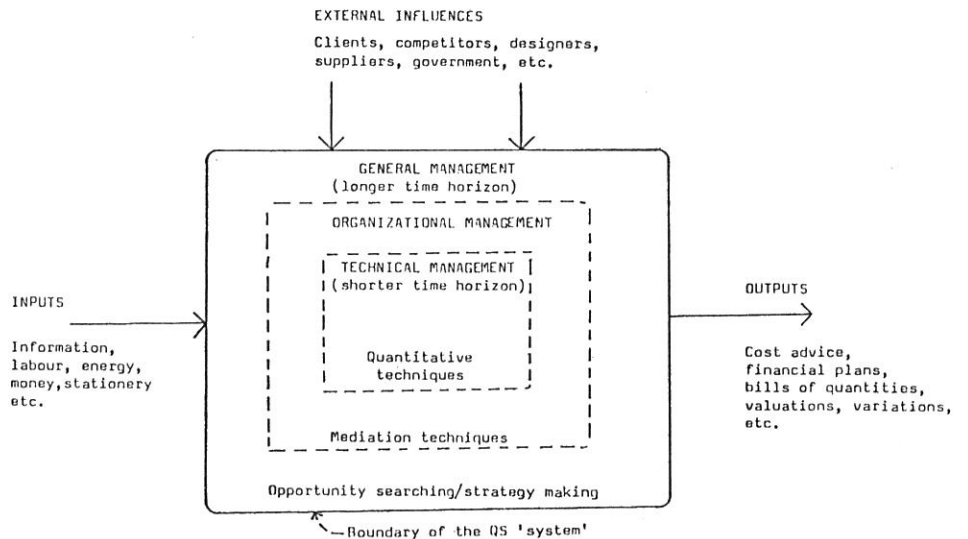 EXTERNAL INFLUENCES
Clients, competitors, designers,
suppliers, government, etc.
GENERAL MANAGEMENT
(longer time horizon)
ORGANIZATIONAL MANAGEMENT
TECHNICAL MANAGEMENT
(shorter time horizon)
INPUTS
Information,
labour, energy,
money,stationery
etc.
OUTPUTS
Cost advice,
financial plans,
bills of quantities,
valuations, variations,
etc.
Quantitative
techniques
Mediation techniques
Opportunity searching/strategy making
Boundary of the QS 'system'